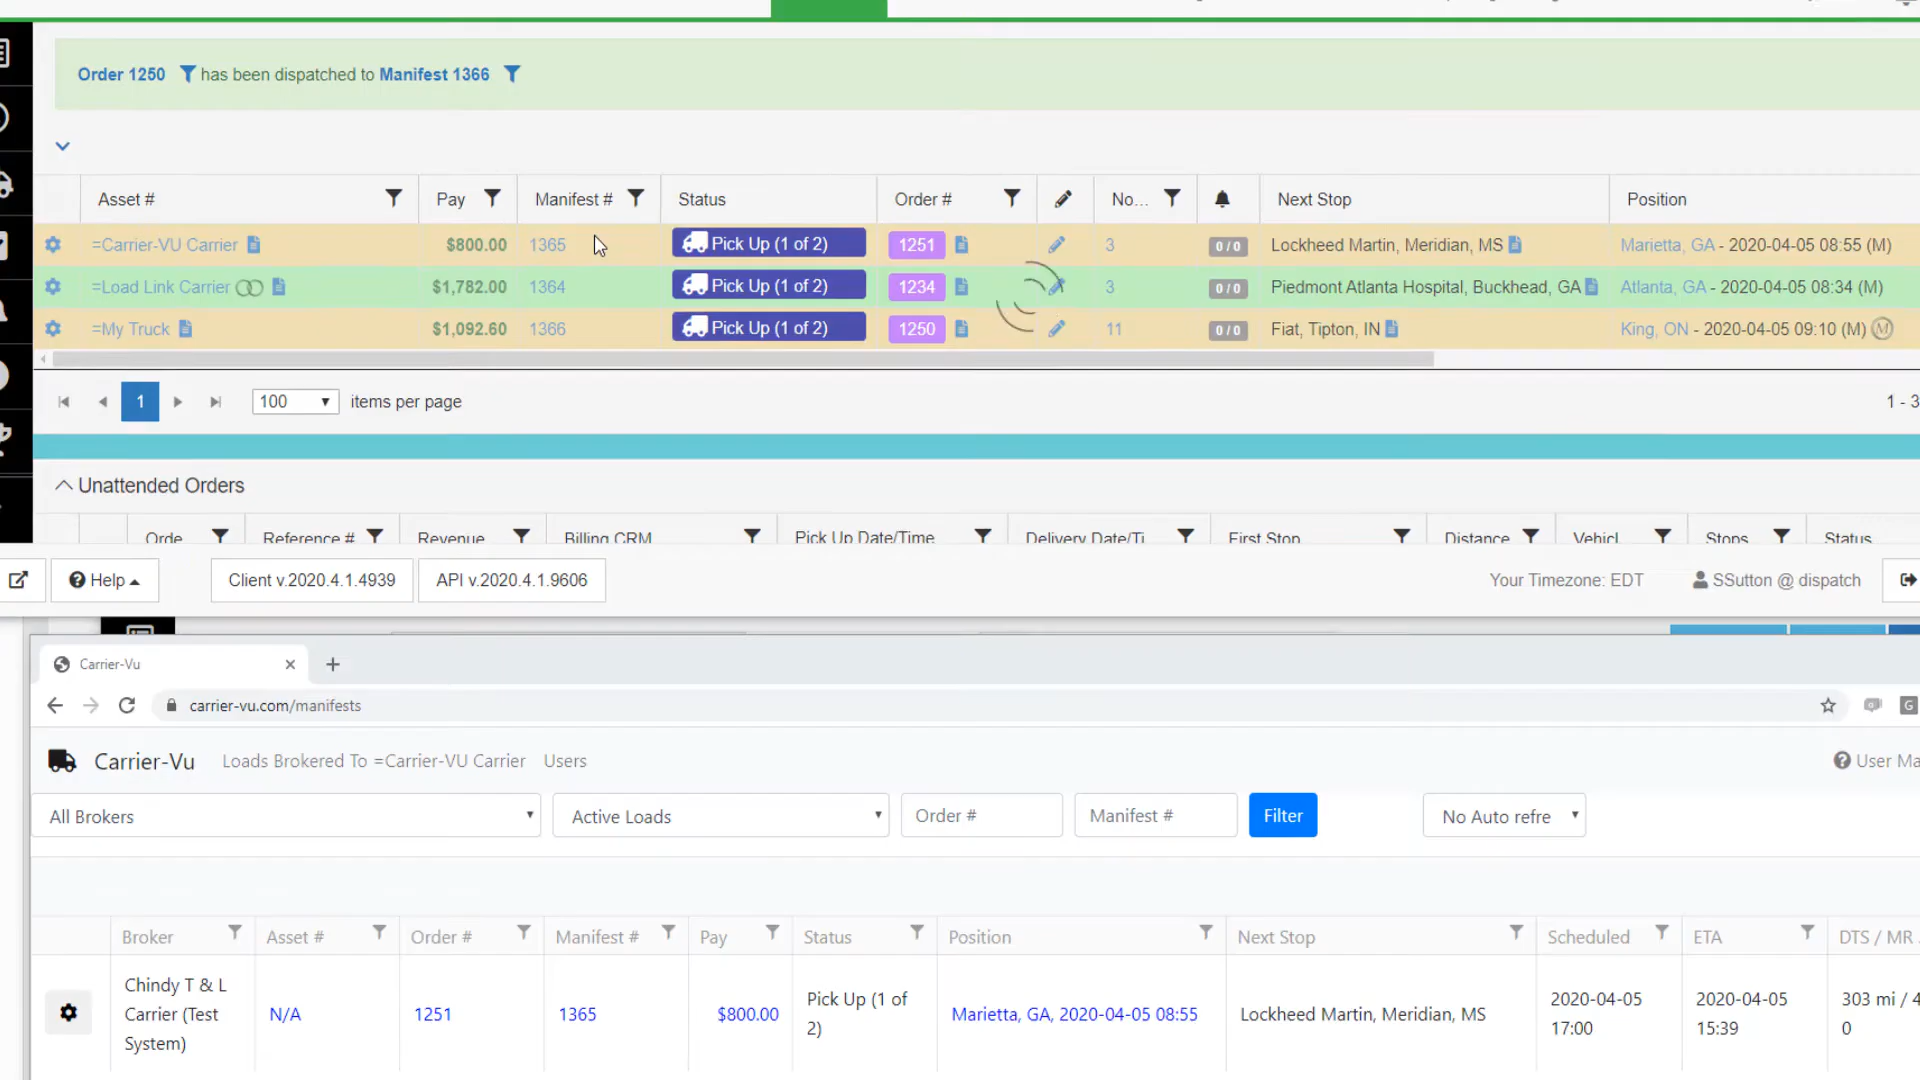 Order 1250 has been dispatched to Manifest 1366
Asset # Pay Manifest # Status Order # No... Next Stop Position
=Carrier-VU Carrier $800.00 1365 Pick Up (1 of 2) 1251 3 0 / 0 Lockheed Martin, Meridian, MS Marietta, GA - 2020-04-05 08:55 (M)
=Load Link Carrier $1,782.00 1364 Pick Up (1 of 2) 1234 3 0 / 0 Piedmont Atlanta Hospital, Buckhead, GA Atlanta, GA - 2020-04-05 08:34 (M)
=My Truck $1,092.60 1366 Pick Up (1 of 2) 1250 11 0 / 0 Fiat, Tipton, IN King, ON - 2020-04-05 09:10 (M) M
1 100 items per page 1 - 3
Unattended Orders
Orde Reference # Revenue Billing CRM Pick Up Date/Time Delivery Date/Ti First Stop Distance Vehicl Stops Status
Help Client v.2020.4.1.4939 API v.2020.4.1.9606 Your Timezone: EDT SSutton @ dispatch
Carrier-Vu
carrier-vu.com/manifests G
Carrier-Vu Loads Brokered To =Carrier-VU Carrier Users User Ma
All Brokers Active Loads Order # Manifest # Filter No Auto refre
Broker Asset # Order # Manifest # Pay Status Position Next Stop Scheduled ETA DTS / MR
Chindy T & L
Carrier (Test
System)
N/A 1251 1365 $800.00
Pick Up (1 of
2)
Marietta, GA, 2020-04-05 08:55 Lockheed Martin, Meridian, MS
2020-04-05
17:00
2020-04-05
15:39
303 mi / 4
0